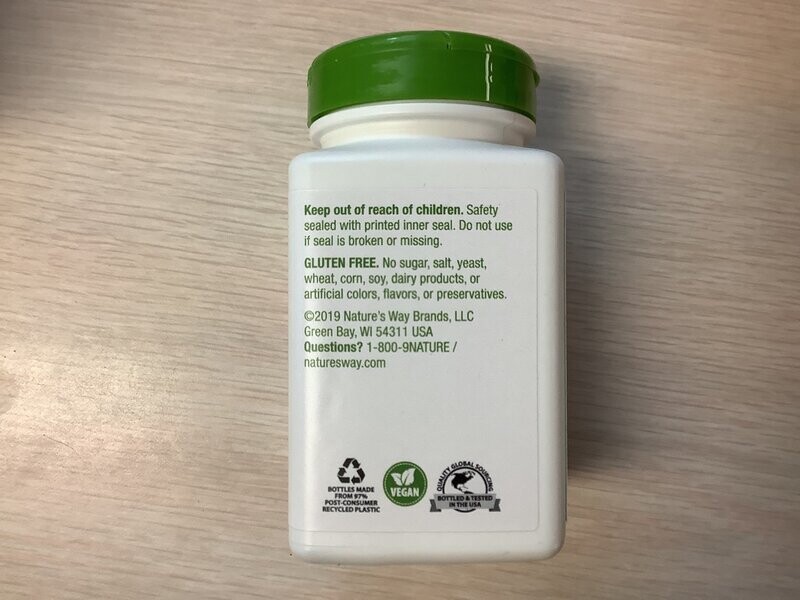 Keep out of reach of children. Safety
sealed with printed inner seal. Do not use
if seal is broken or missing.
GLUTEN FREE. No sugar, salt, yeast,
wheat, corn, soy, dairy products, or
artificial colors, flavors, or preservatives.
©2019 Nature's Way Brands, LLC
Green Bay, WI 54311 USA
Questions? 1-800-9NATURE /
naturesway.com
BOTTLES MADE
FROM 97%
POST-CONSUMER
RECYCLED PLASTIC
VEGAN
QUALITY GLOBAL SOURCING
BOTTLED & TESTED
IN THE USA